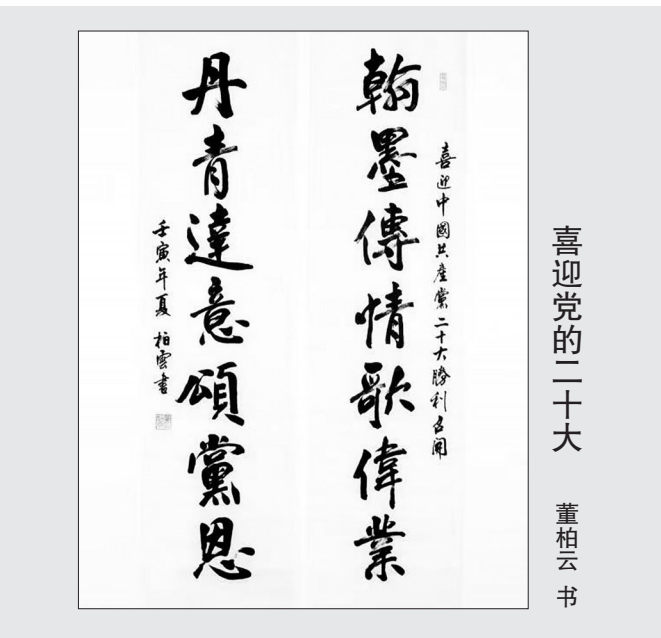 喜迎党的二十大
董柏云 书
喜迎中國共產黨二十大勝利召開
翰墨傳情歌偉業
丹青達意頌黨恩
壬寅年夏 柏雲書